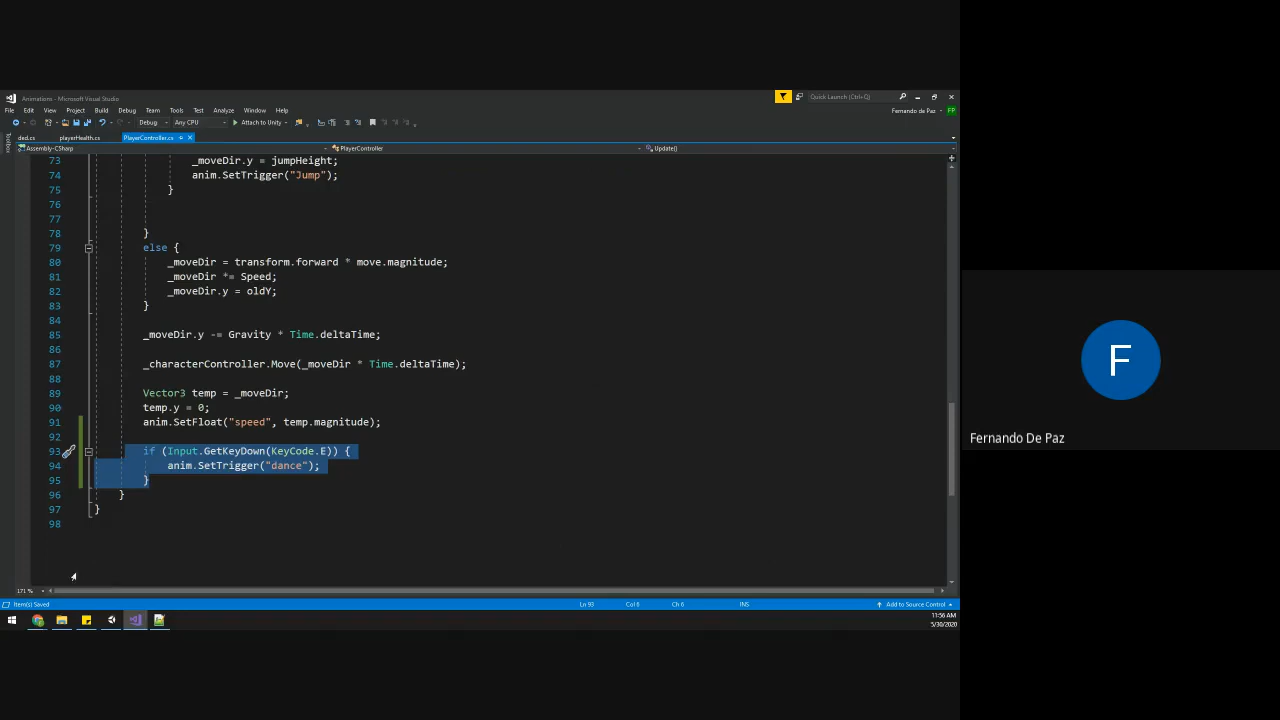 Animations - Microsoft Visual Studio
Quick Launch (Ctrl+Q)
File Edit View Project Build Debug Team Tools Test Analyze Window Help
Fernando de Paz FP
Debug Any CPU Attach to Unity
ded.cs playerHealth.cs PlayerController.cs
Toolbox
Assembly-CSharp PlayerController Update()
73 _moveDir.y = jumpHeight;
74 anim.SetTrigger("Jump");
75 }
76
77
78 }
79 else {
80 _moveDir = transform.forward * move.magnitude;
81 _moveDir *= Speed;
82 _moveDir.y = oldY;
83 }
84
85 _moveDir.y -= Gravity * Time.deltaTime;
86
87 _characterController.Move(_moveDir * Time.deltaTime);
88
89 Vector3 temp = _moveDir;
90 temp.y = 0;
91 anim.SetFloat("speed", temp.magnitude);
92
93 if (Input.GetKeyDown(KeyCode.E)) {
94 anim.SetTrigger("dance");
95 }
96 }
97 }
98
171 %
Item(s) Saved Ln 93 Col 6 Ch 6 INS Add to Source Control
11:56 AM
5/30/2020
F
Fernando De Paz